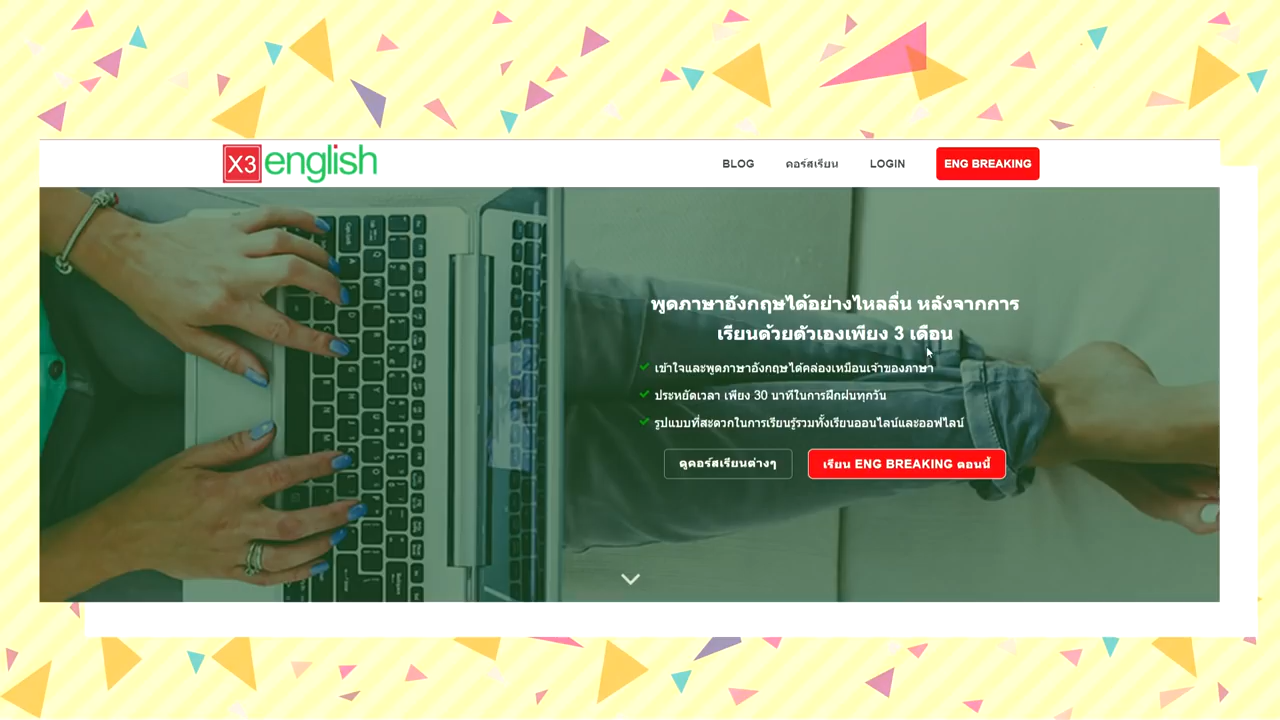 X3 english
BLOG
คอร์สเรียน
LOGIN
ENG BREAKING
พูดภาษาอังกฤษได้อย่างไหลลื่น หลังจากการ
เรียนด้วยตัวเองเพียง 3 เดือน
เข้าใจและพูดภาษาอังกฤษได้คล่องเหมือนเจ้าของภาษา
ประหยัดเวลา เพียง 30 นาทีในการฝึกฝนทุกวัน
รูปแบบที่สะดวกในการเรียนรู้รวมทั้งเรียนออนไลน์และออฟไลน์
ดูคอร์สเรียนต่างๆ
เรียน ENG BREAKING ตอนนี้